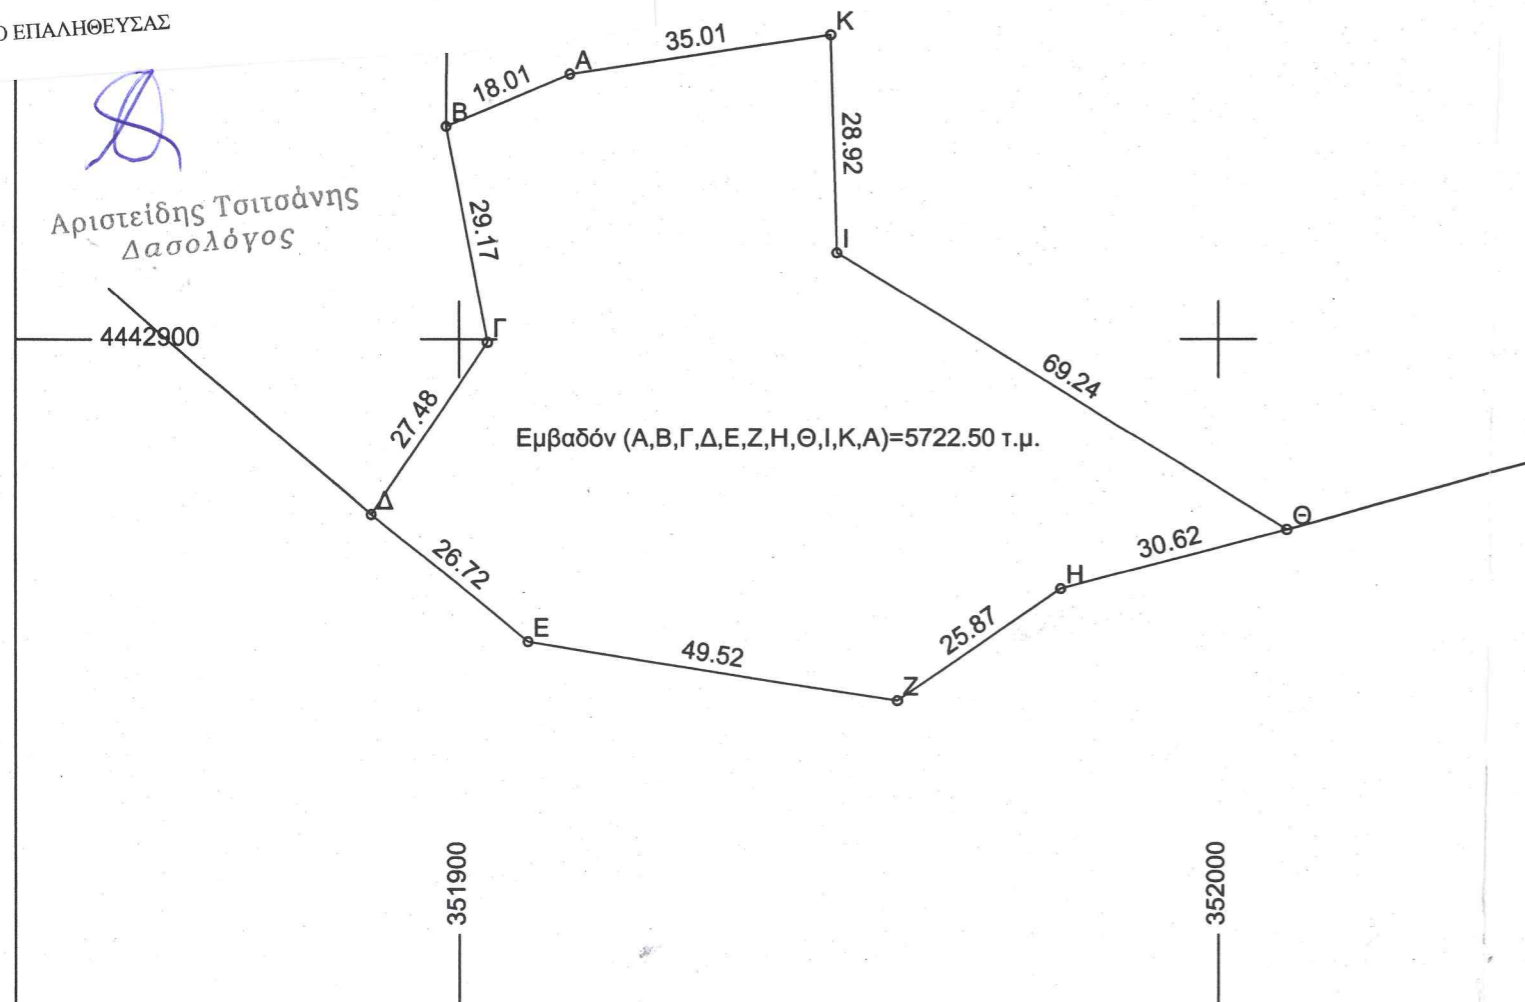 Ο ΕΠΑΛΗΘΕΥΣΑΣ
Αριστείδης Τσιτσάνης
Δασολόγος
Κ
35.01
Α
18.01
Β
28.92
29.17
Ι
Γ
4442900
69.24
27.48
Εμβαδόν (Α,Β,Γ,Δ,Ε,Ζ,Η,Θ,Ι,Κ,Α)=5722.50 τ.μ.
Δ
Θ
30.62
26.72
Η
25.87
Ε
49.52
Ζ
351900
352000